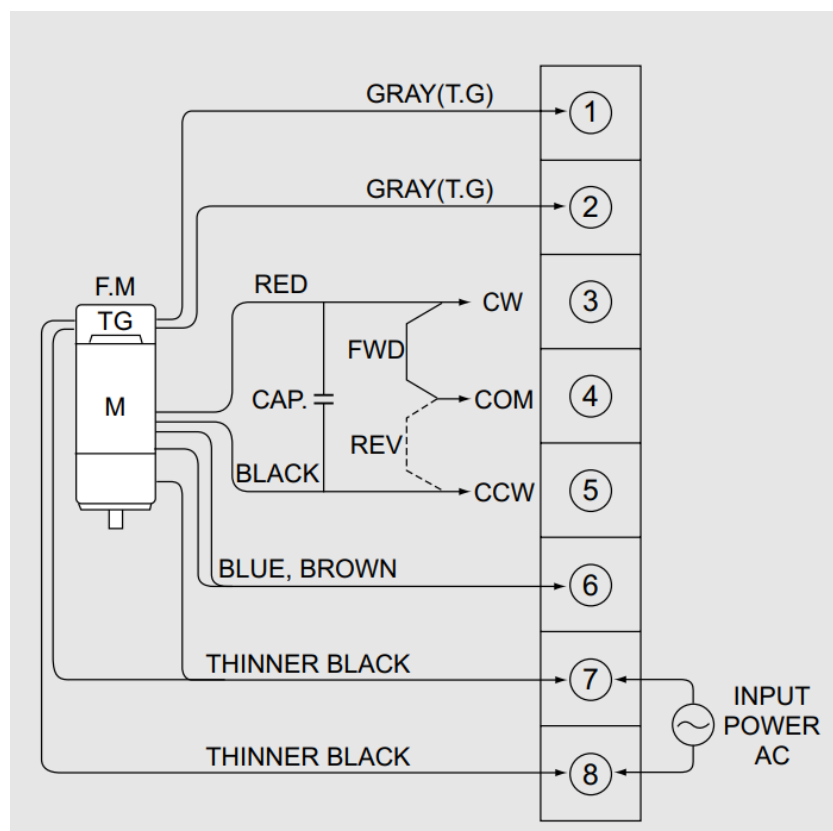 GRAY(T.G)
1
GRAY(T.G)
2
F.M
TG
M
RED
CW
3
FWD
CAP.
COM
4
REV
BLACK
CCW
5
BLUE, BROWN
6
THINNER BLACK
7
INPUT
POWER
AC
THINNER BLACK
8